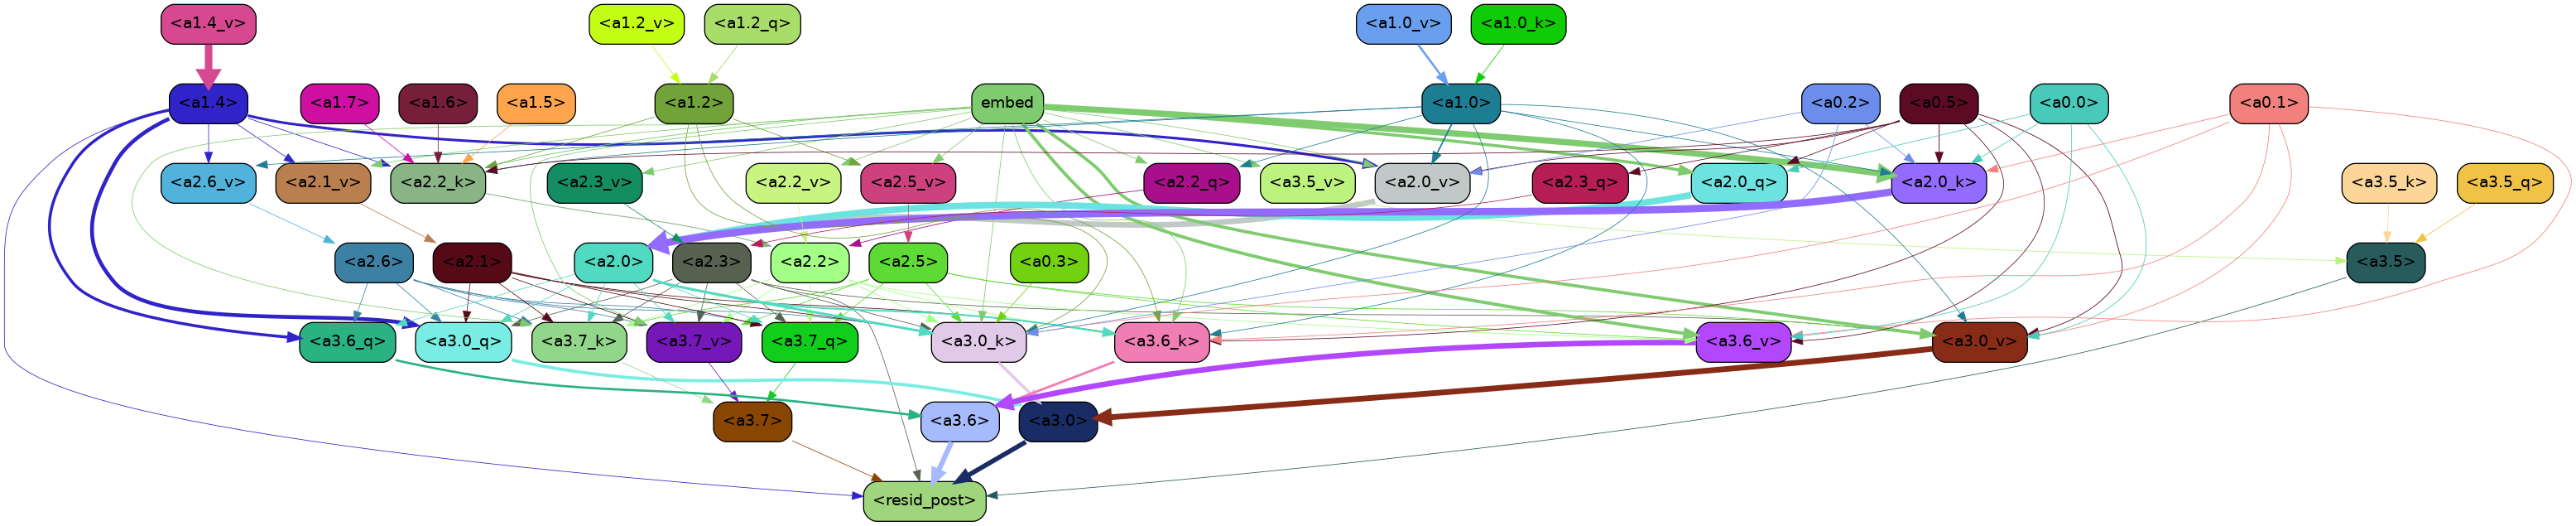 <a1.4_v>
<a1.2_v>
<a1.2_q>
<a1.0_v>
<a1.0_k>
<a1.4>
<a1.7>
<a1.6>
<a1.5>
<a1.2>
embed
<a1.0>
<a0.2>
<a0.5>
<a0.0>
<a0.1>
<a2.6_v>
<a2.1_v>
<a2.2_k>
<a2.3_v>
<a2.2_v>
<a2.5_v>
<a2.2_q>
<a3.5_v>
<a2.0_v>
<a2.3_q>
<a2.0_q>
<a2.0_k>
<a3.5_k>
<a3.5_q>
<a2.6>
<a2.1>
<a2.0>
<a2.3>
<a2.2>
<a2.5>
<a0.3>
<a3.5>
<a3.6_q>
<a3.0_q>
<a3.7_k>
<a3.7_v>
<a3.7_q>
<a3.0_k>
<a3.6_k>
<a3.6_v>
<a3.0_v>
<a3.7>
<a3.6>
<a3.0>
<resid_post>